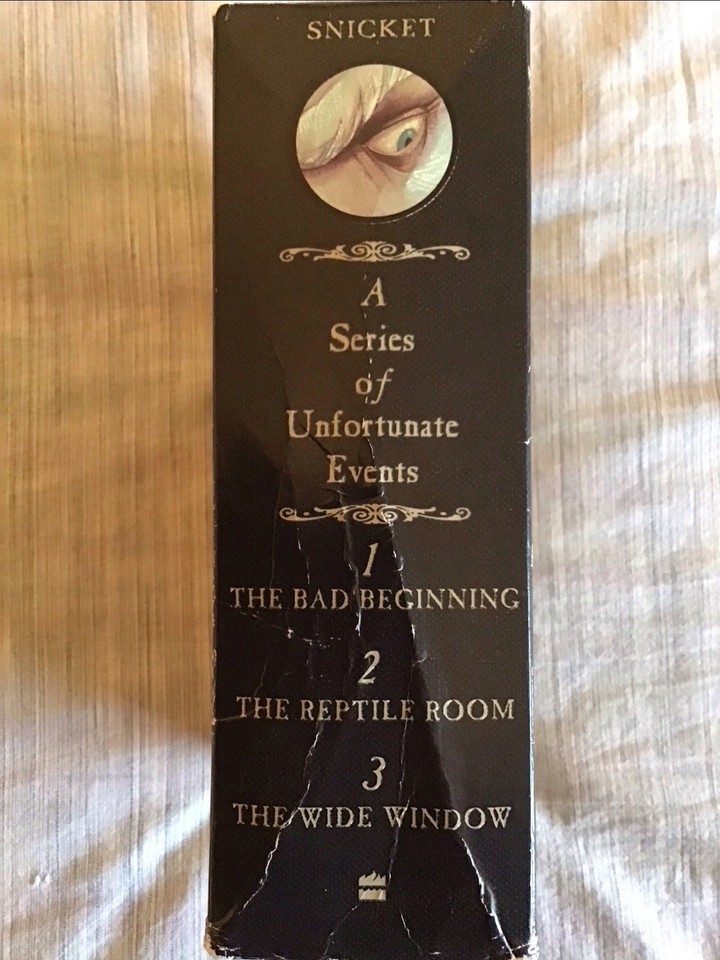 SNICKET
A
Series
of
Unfortunate
Events
1
THE BAD BEGINNING
2
THE REPTILE ROOM
3
THE WIDE WINDOW